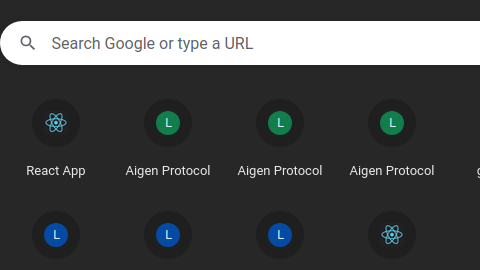 Search Google or type a URL
L L L
React App Aigen Protocol Aigen Protocol Aigen Protocol
L L L